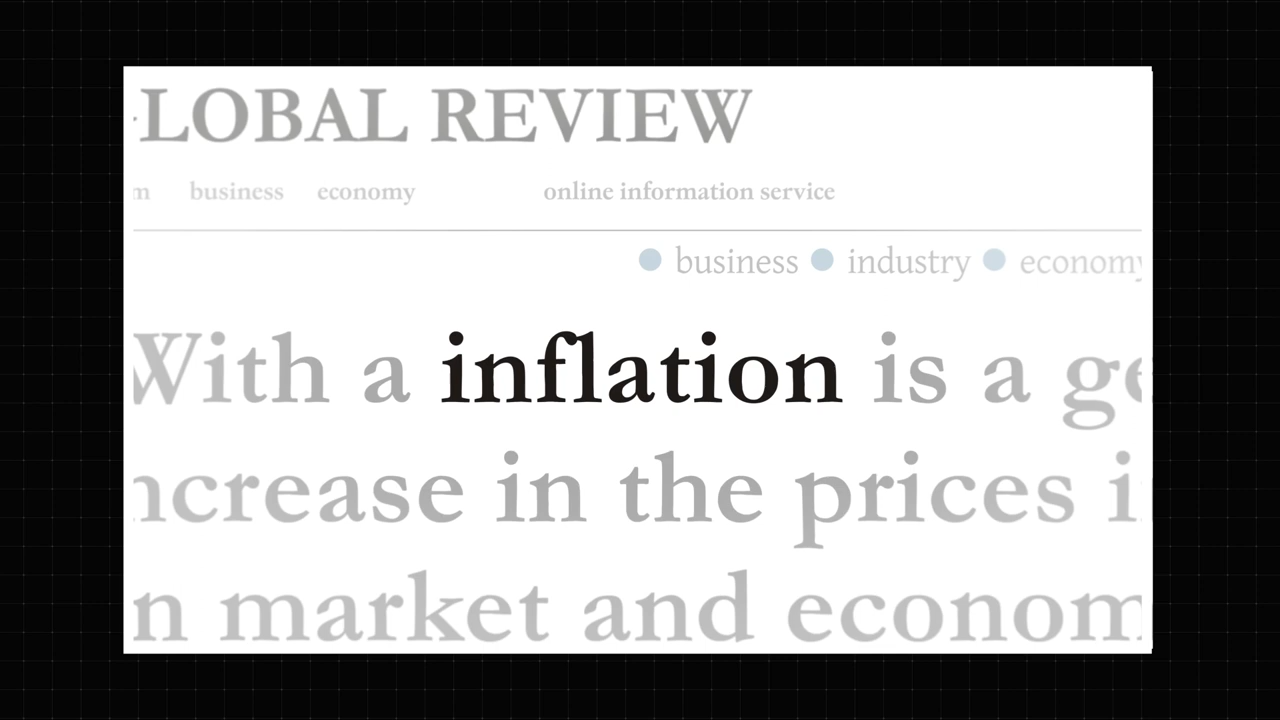 LOBAL REVIEW
business economy online information service
business industry economy
With a inflation is a
ncrease in the prices
market and econom